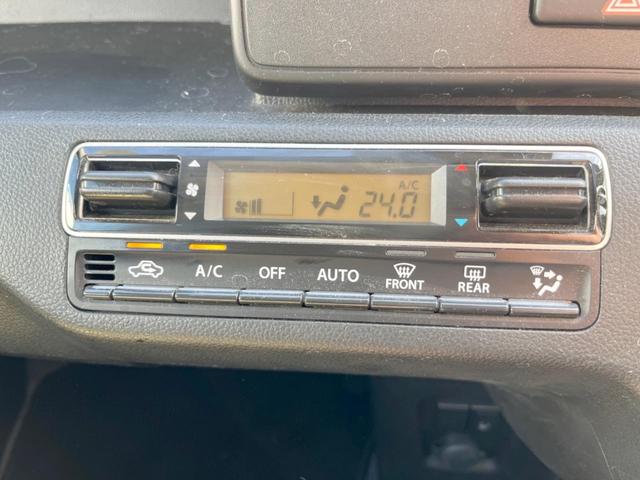 A/C
24.0
A/C OFF AUTO FRONT REAR